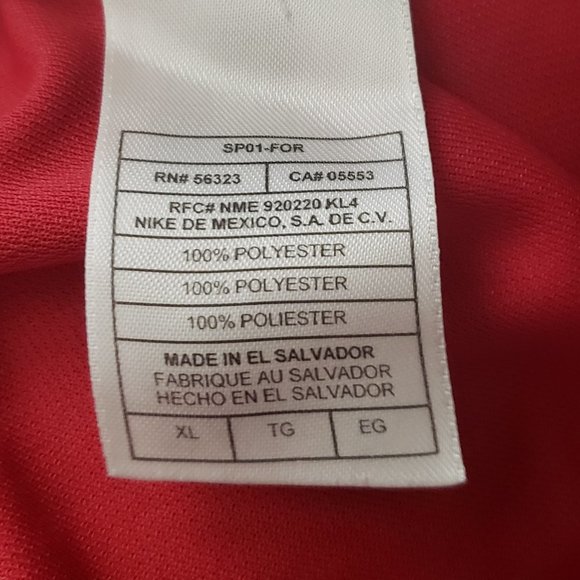 SP01-FOR
RN# 56323 CA# 05553
RFC# NME 920220 KL4
NIKE DE MEXICO, S.A. DE C.V.
100% POLYESTER
100% POLYESTER
100% POLIESTER
MADE IN EL SALVADOR
FABRIQUE AU SALVADOR
HECHO EN EL SALVADOR
XL TG EG